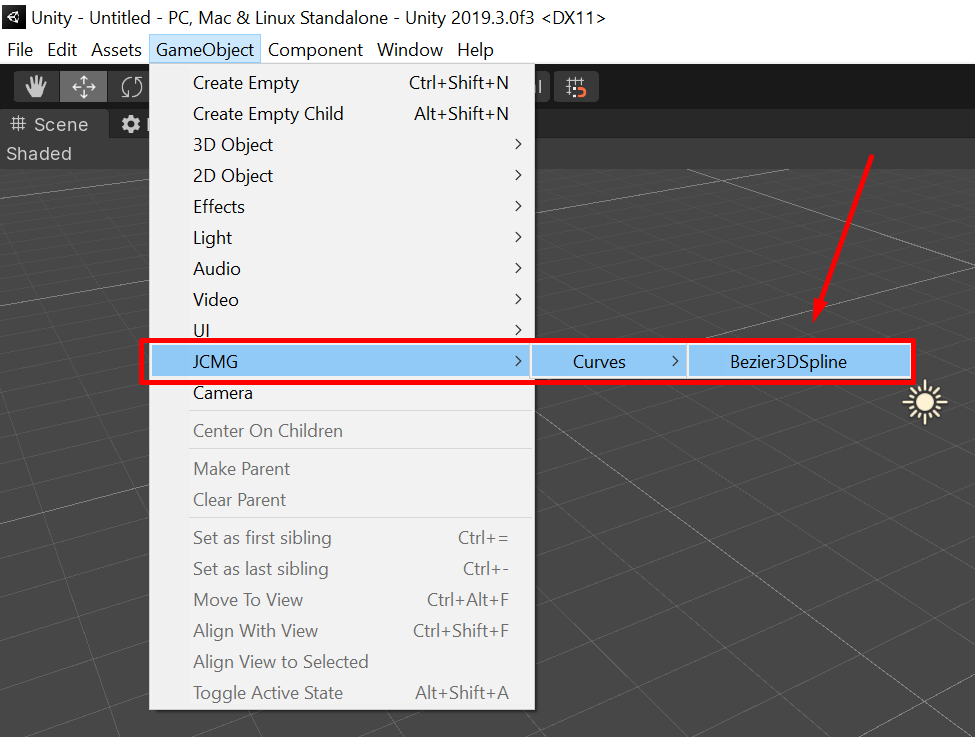 Unity - Untitled - PC, Mac & Linux Standalone - Unity 2019.3.0f3 <DX11>
File Edit Assets GameObject Component Window Help
Create Empty Ctrl+Shift+N
Create Empty Child Alt+Shift+N
Scene
3D Object
Shaded
2D Object
Effects
Light
Audio
Video
UI
JCMG Curves Bezier3DSpline
Camera
Center On Children
Make Parent
Clear Parent
Set as first sibling Ctrl+=
Set as last sibling Ctrl+-
Move To View Ctrl+Alt+F
Align With View Ctrl+Shift+F
Align View to Selected
Toggle Active State Alt+Shift+A